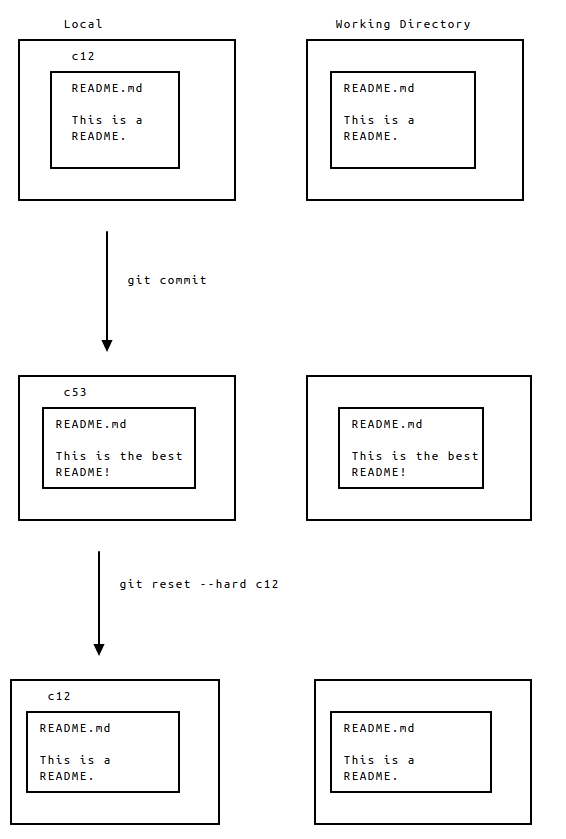 Local
Working Directory
c12
README.md
This is a
README.
README.md
This is a
README.
git commit
c53
README.md
This is the best
README!
README.md
This is the best
README!
git reset --hard c12
c12
README.md
This is a
README.
README.md
This is a
README.